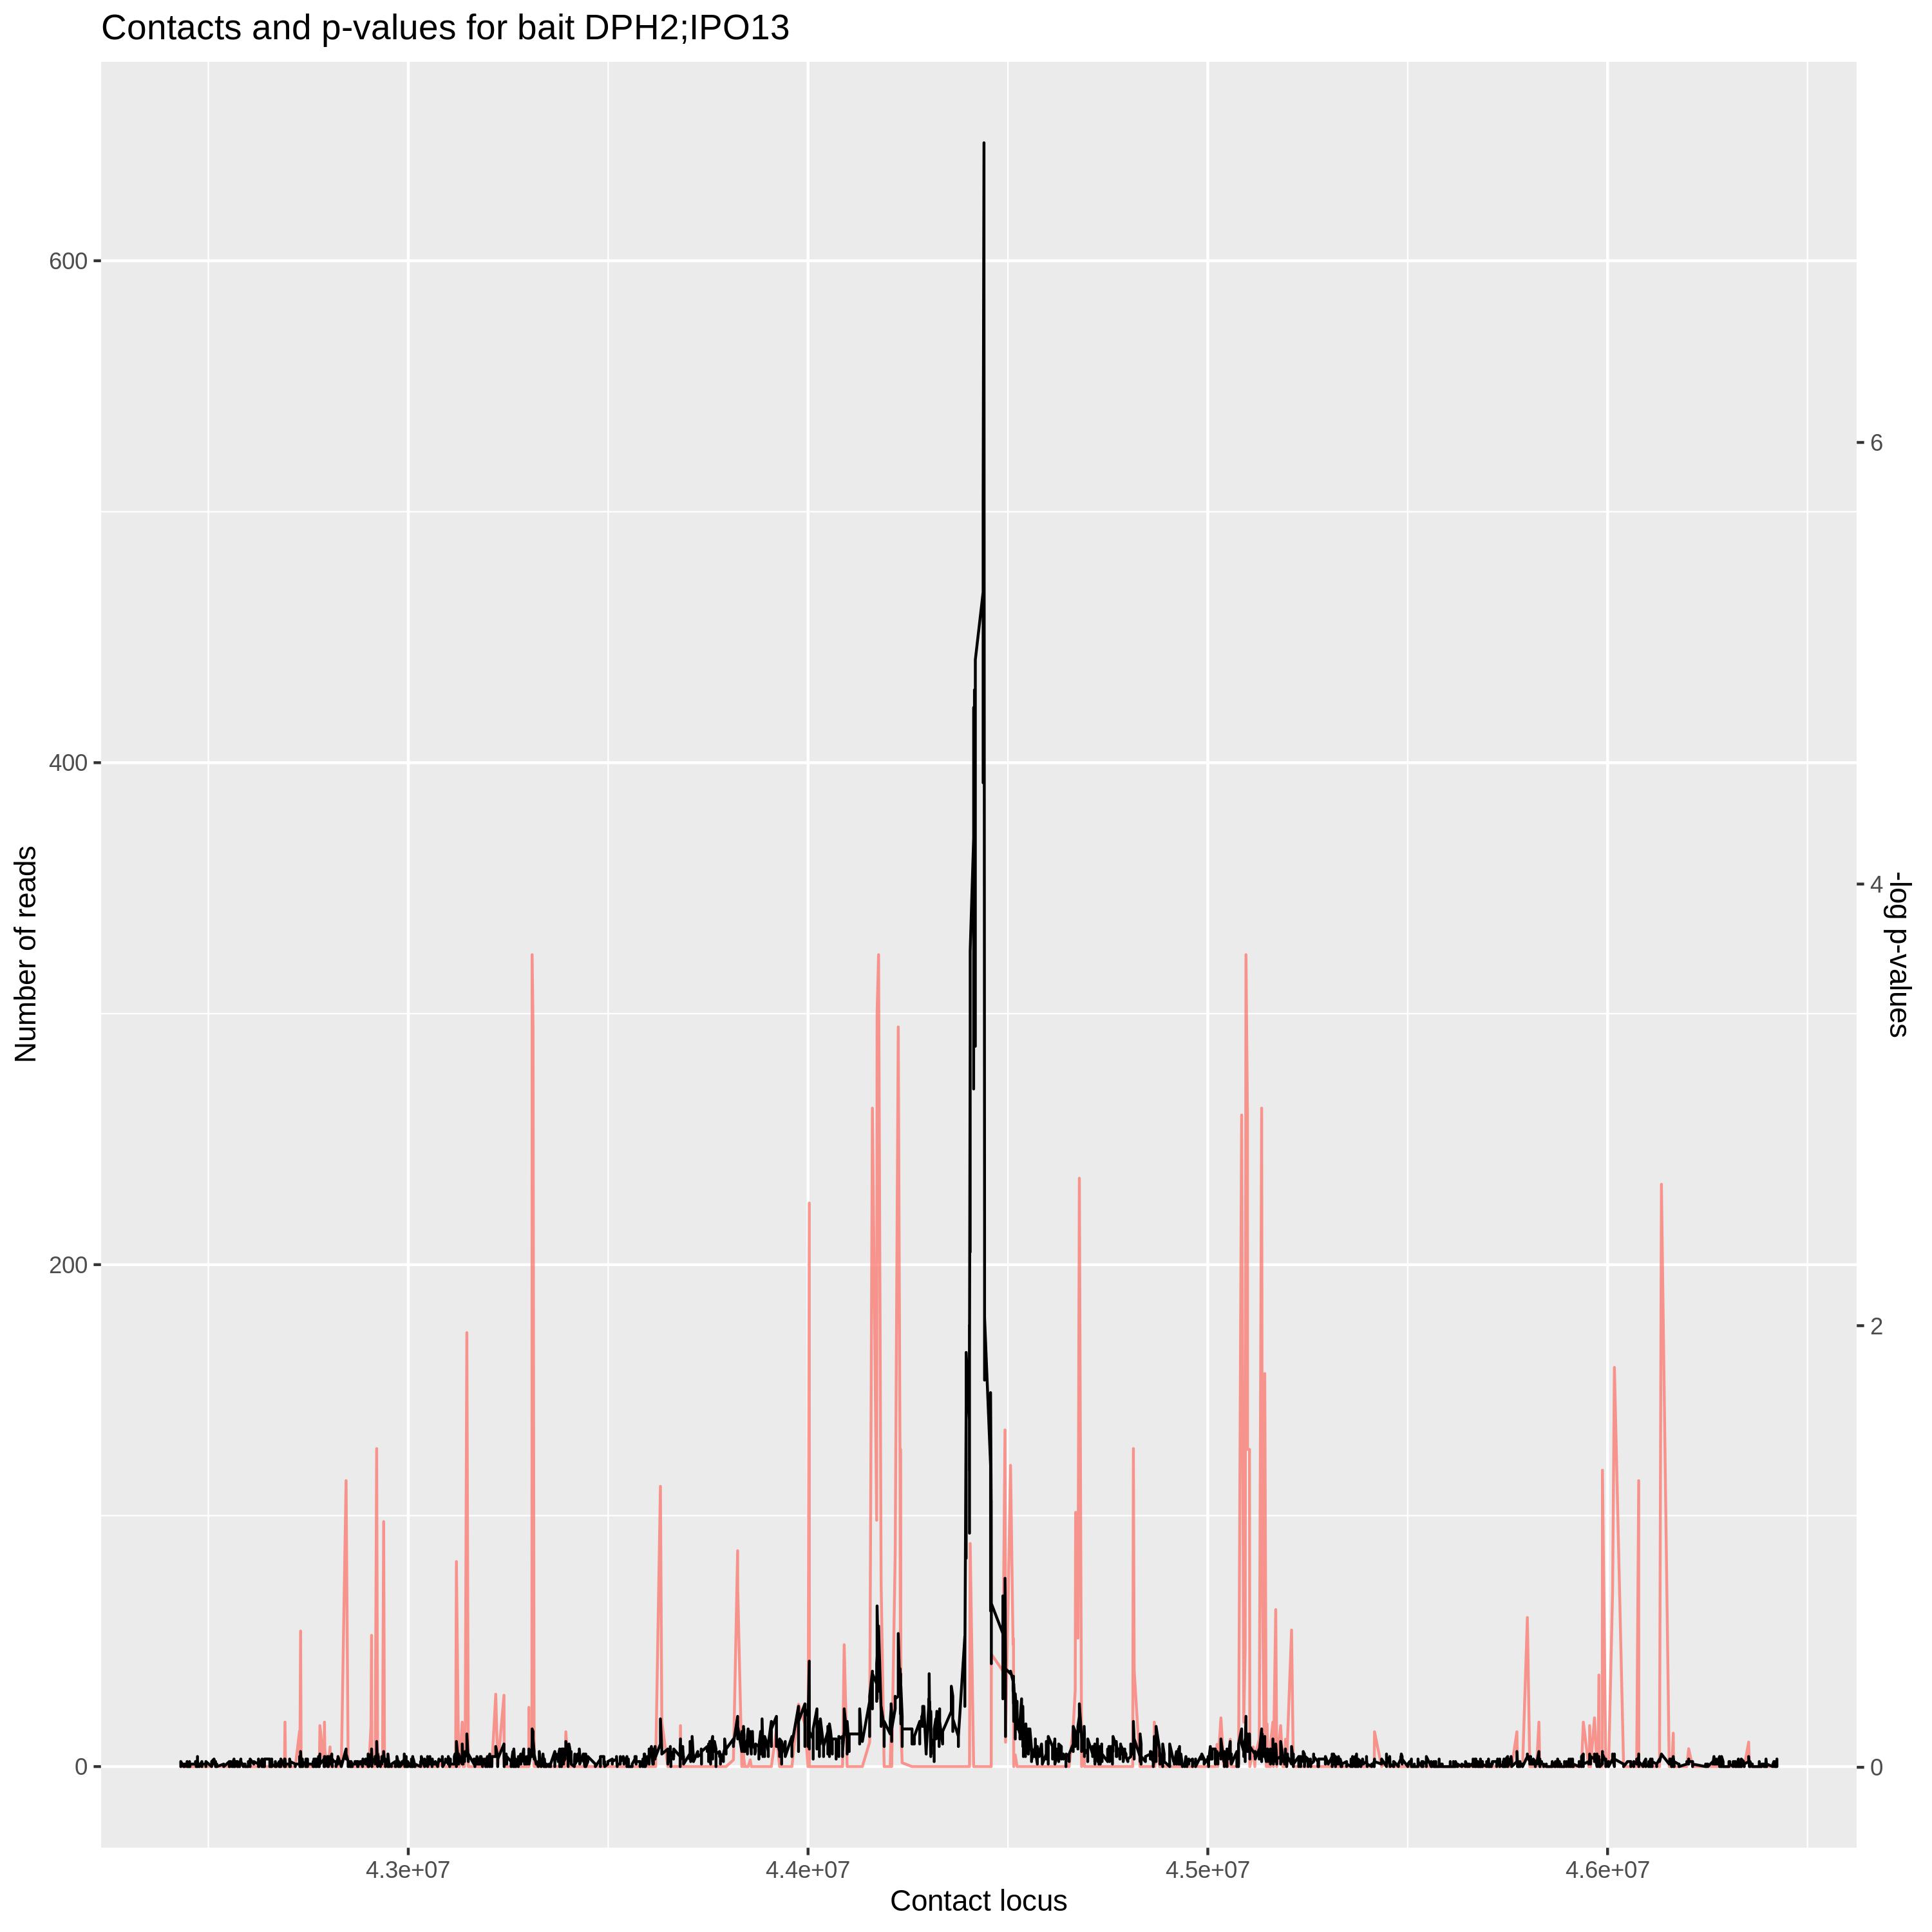 Contacts and p-values for bait DPH2;IPO13
600
400
200
0
Number of reads
6
4
2
0
-log p-values
4.3e+07
4.4e+07
4.5e+07
4.6e+07
Contact locus